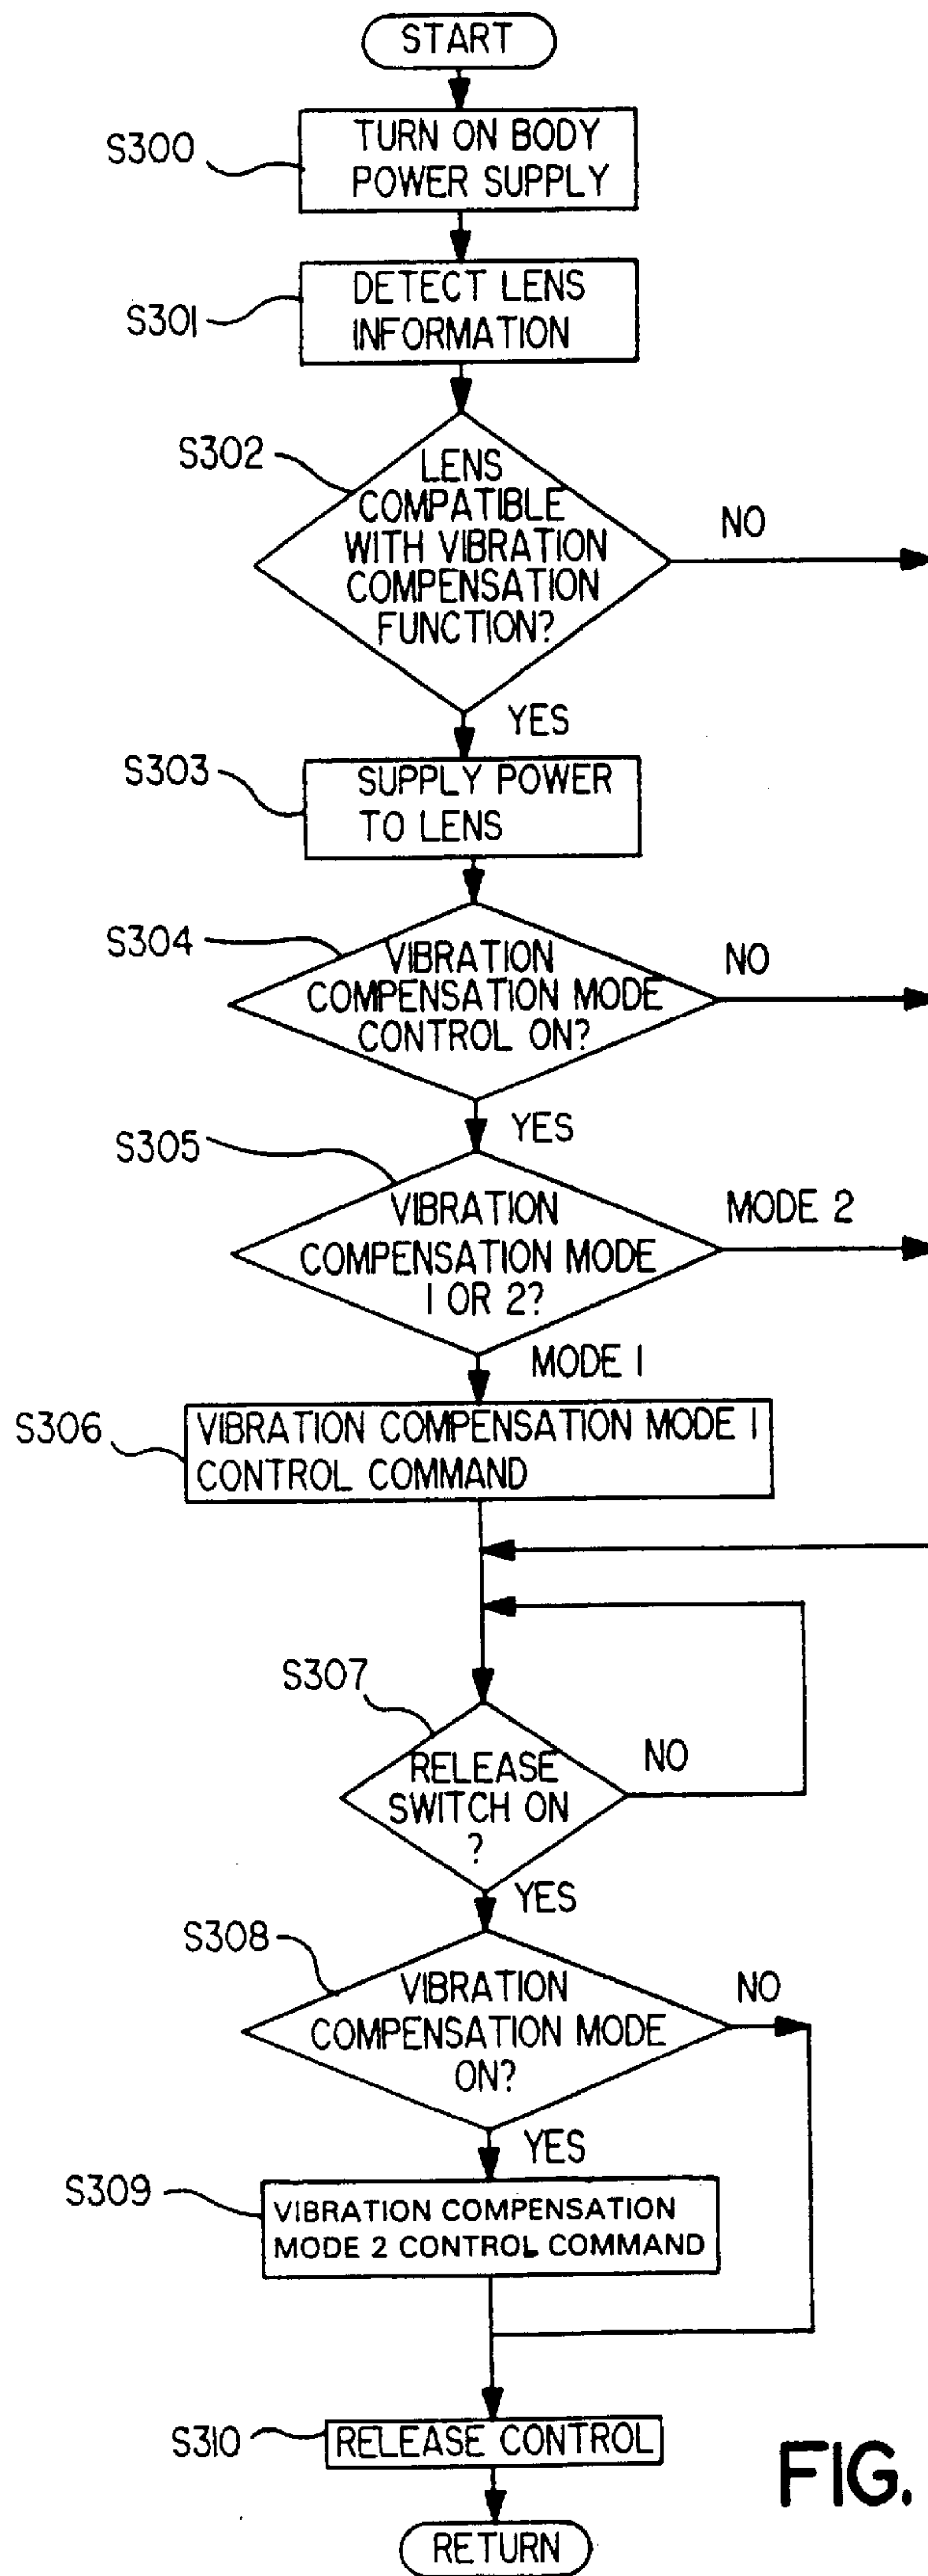 START
S300
TURN ON BODY
POWER SUPPLY
S301
DETECT LENS
INFORMATION
S302
LENS
COMPATIBLE
WITH VIBRATION
COMPENSATION
FUNCTION?
NO
YES
S303
SUPPLY POWER
TO LENS
S304
VIBRATION
COMPENSATION MODE
CONTROL ON?
NO
YES
S305
VIBRATION
COMPENSATION MODE
1 OR 2?
MODE 2
MODE 1
S306
VIBRATION COMPENSATION MODE 1
CONTROL COMMAND
S307
RELEASE
SWITCH ON
?
NO
YES
S308
VIBRATION
COMPENSATION MODE
ON?
NO
YES
S309
VIBRATION COMPENSATION
MODE 2 CONTROL COMMAND
S310
RELEASE CONTROL
RETURN
FIG.